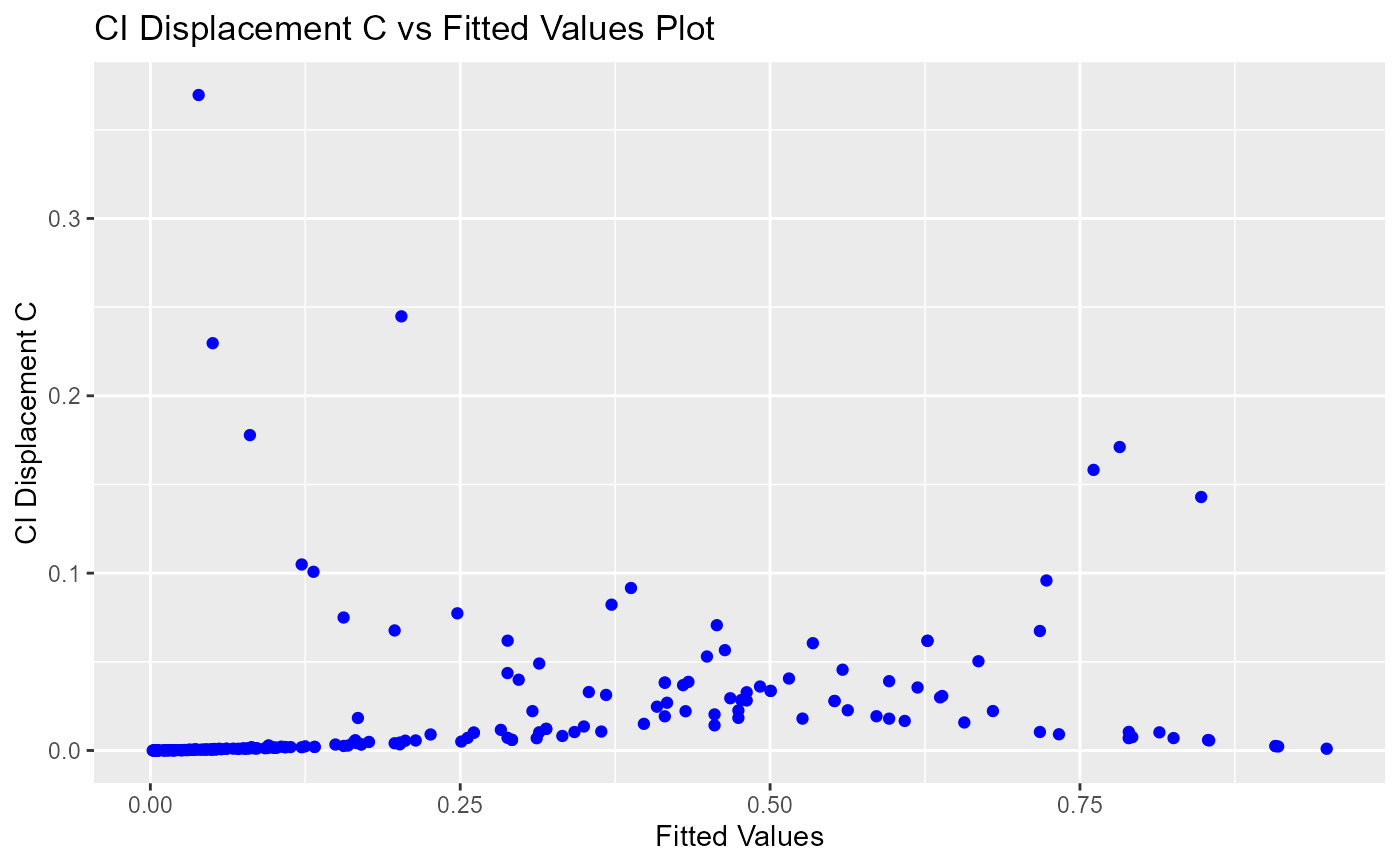 CI Displacement C vs Fitted Values Plot
CI Displacement C
0.3
0.2
0.1
0.0
0.00 0.25 0.50 0.75
Fitted Values